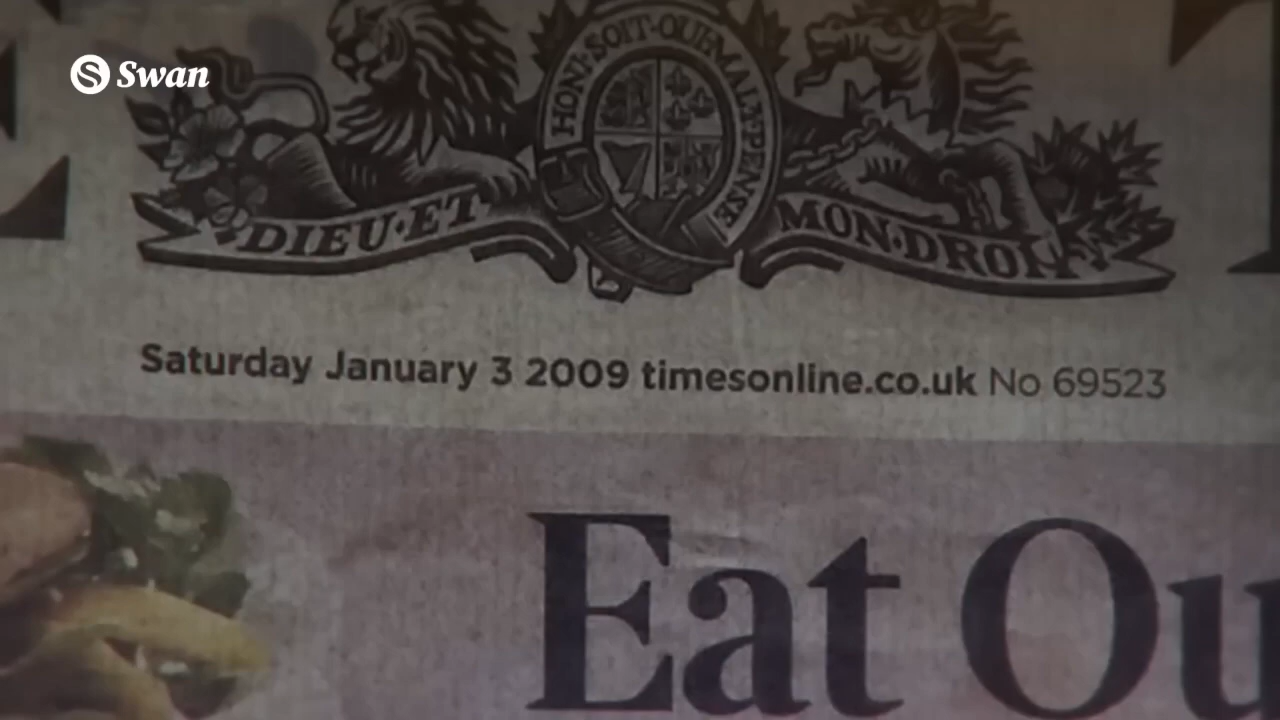 Swan
HONI·SOIT·QUI·MAL·Y·PENSE
DIEU·ET MON·DROIT
Saturday January 3 2009 timesonline.co.uk No 69523
Eat Ou